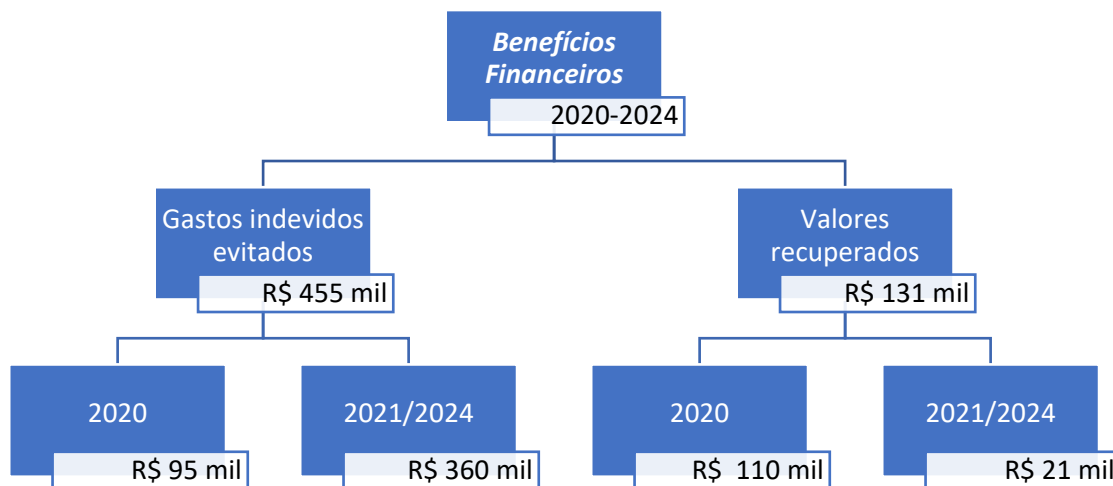 Benefícios
Financeiros
2020-2024
Gastos indevidos
evitados
R$ 455 mil
Valores
recuperados
R$ 131 mil
2020
R$ 95 mil
2021/2024
R$ 360 mil
2020
R$ 110 mil
2021/2024
R$ 21 mil